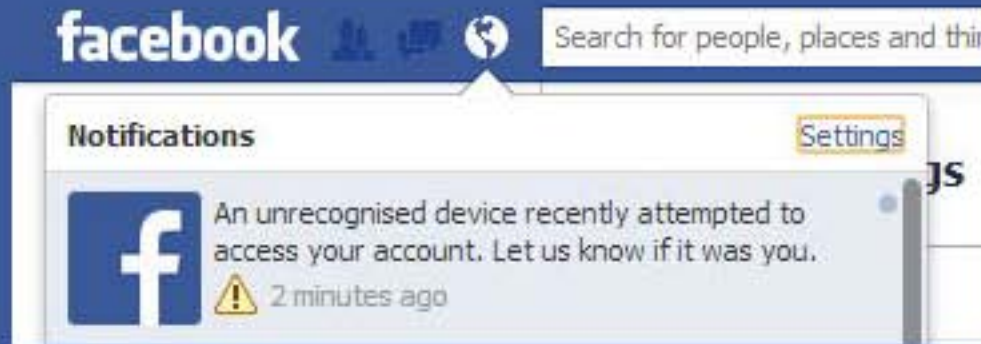 facebook
Search for people, places and thi
Notifications
Settings
gs
An unrecognised device recently attempted to
access your account. Let us know if it was you.
2 minutes ago